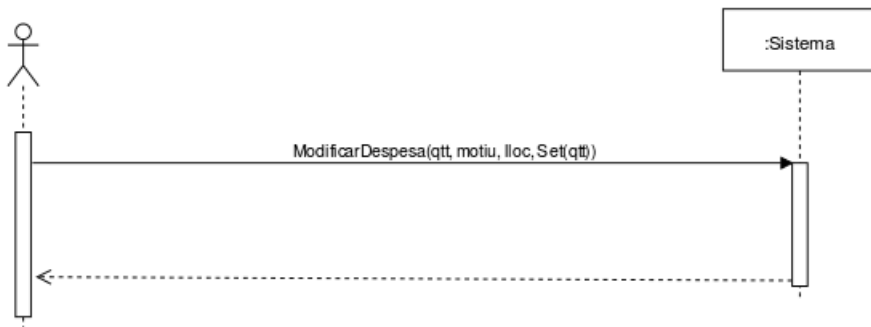 :Sistema
ModificarDespesa(qtt, motiu, lloc, Set(qtt))